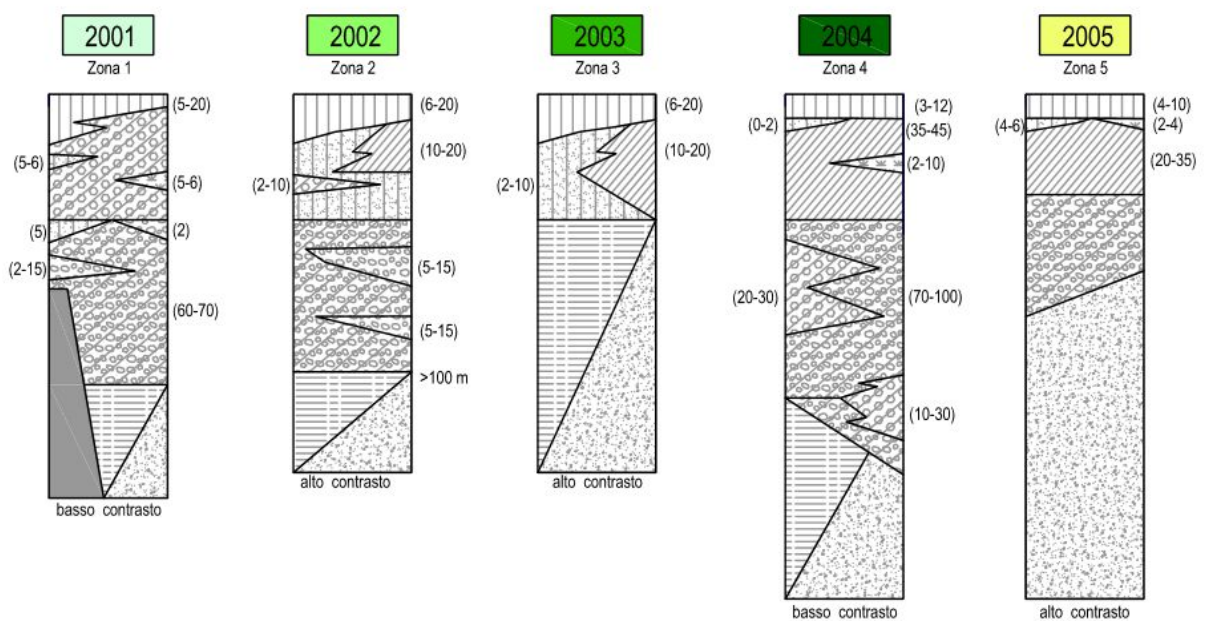 2001
Zona 1
(5-20)
(5-6)
(5-6)
(5)
(2)
(2-15)
(60-70)
basso contrasto
2002
Zona 2
(6-20)
(10-20)
(2-10)
(5-15)
(5-15)
>100 m
alto contrasto
2003
Zona 3
(6-20)
(10-20)
(2-10)
alto contrasto
2004
Zona 4
(3-12)
(0-2)
(35-45)
(2-10)
(20-30)
(70-100)
(10-30)
basso contrasto
2005
Zona 5
(4-10)
(4-6)
(2-4)
(20-35)
alto contrasto